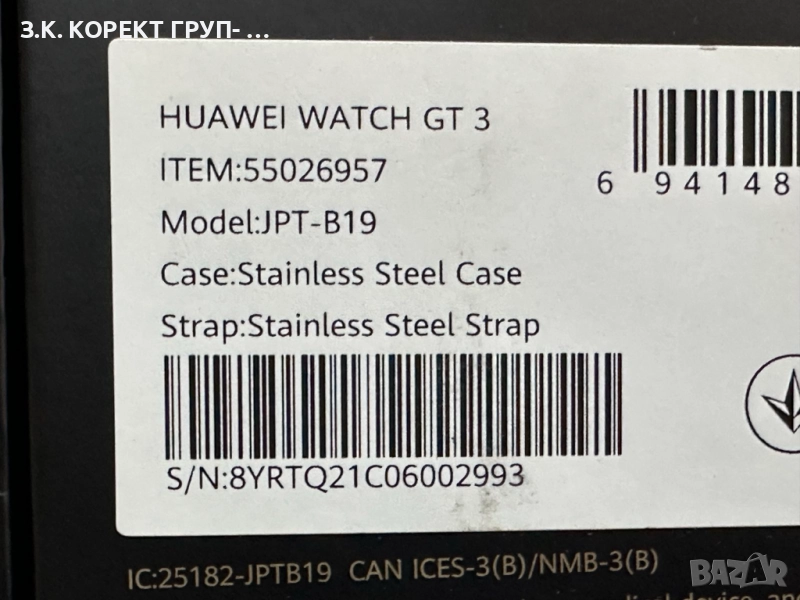 З.К. КОРЕКТ ГРУП- ...
HUAWEI WATCH GT 3
ITEM:55026957
Model:JPT-B19
Case:Stainless Steel Case
Strap:Stainless Steel Strap
6 94148
S/N:8YRTQ21C06002993
IC:25182-JPTB19 CAN ICES-3(B)/NMB-3(B)
BAZAR